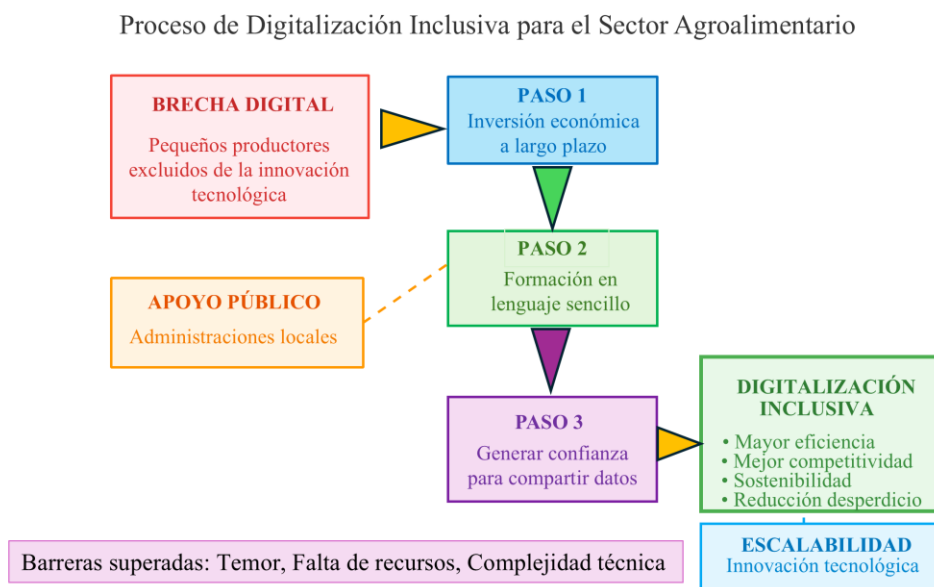 Proceso de Digitalización Inclusiva para el Sector Agroalimentario
BRECHA DIGITAL
Pequeños productores
excluidos de la innovación
tecnológica
PASO 1
Inversión económica
a largo plazo
PASO 2
Formación en
lenguaje sencillo
APOYO PÚBLICO
Administraciones locales
PASO 3
Generar confianza
para compartir datos
DIGITALIZACIÓN
INCLUSIVA
• Mayor eficiencia
• Mejor competitividad
• Sostenibilidad
• Reducción desperdicio
ESCALABILIDAD
Innovación tecnológica
Barreras superadas: Temor, Falta de recursos, Complejidad técnica